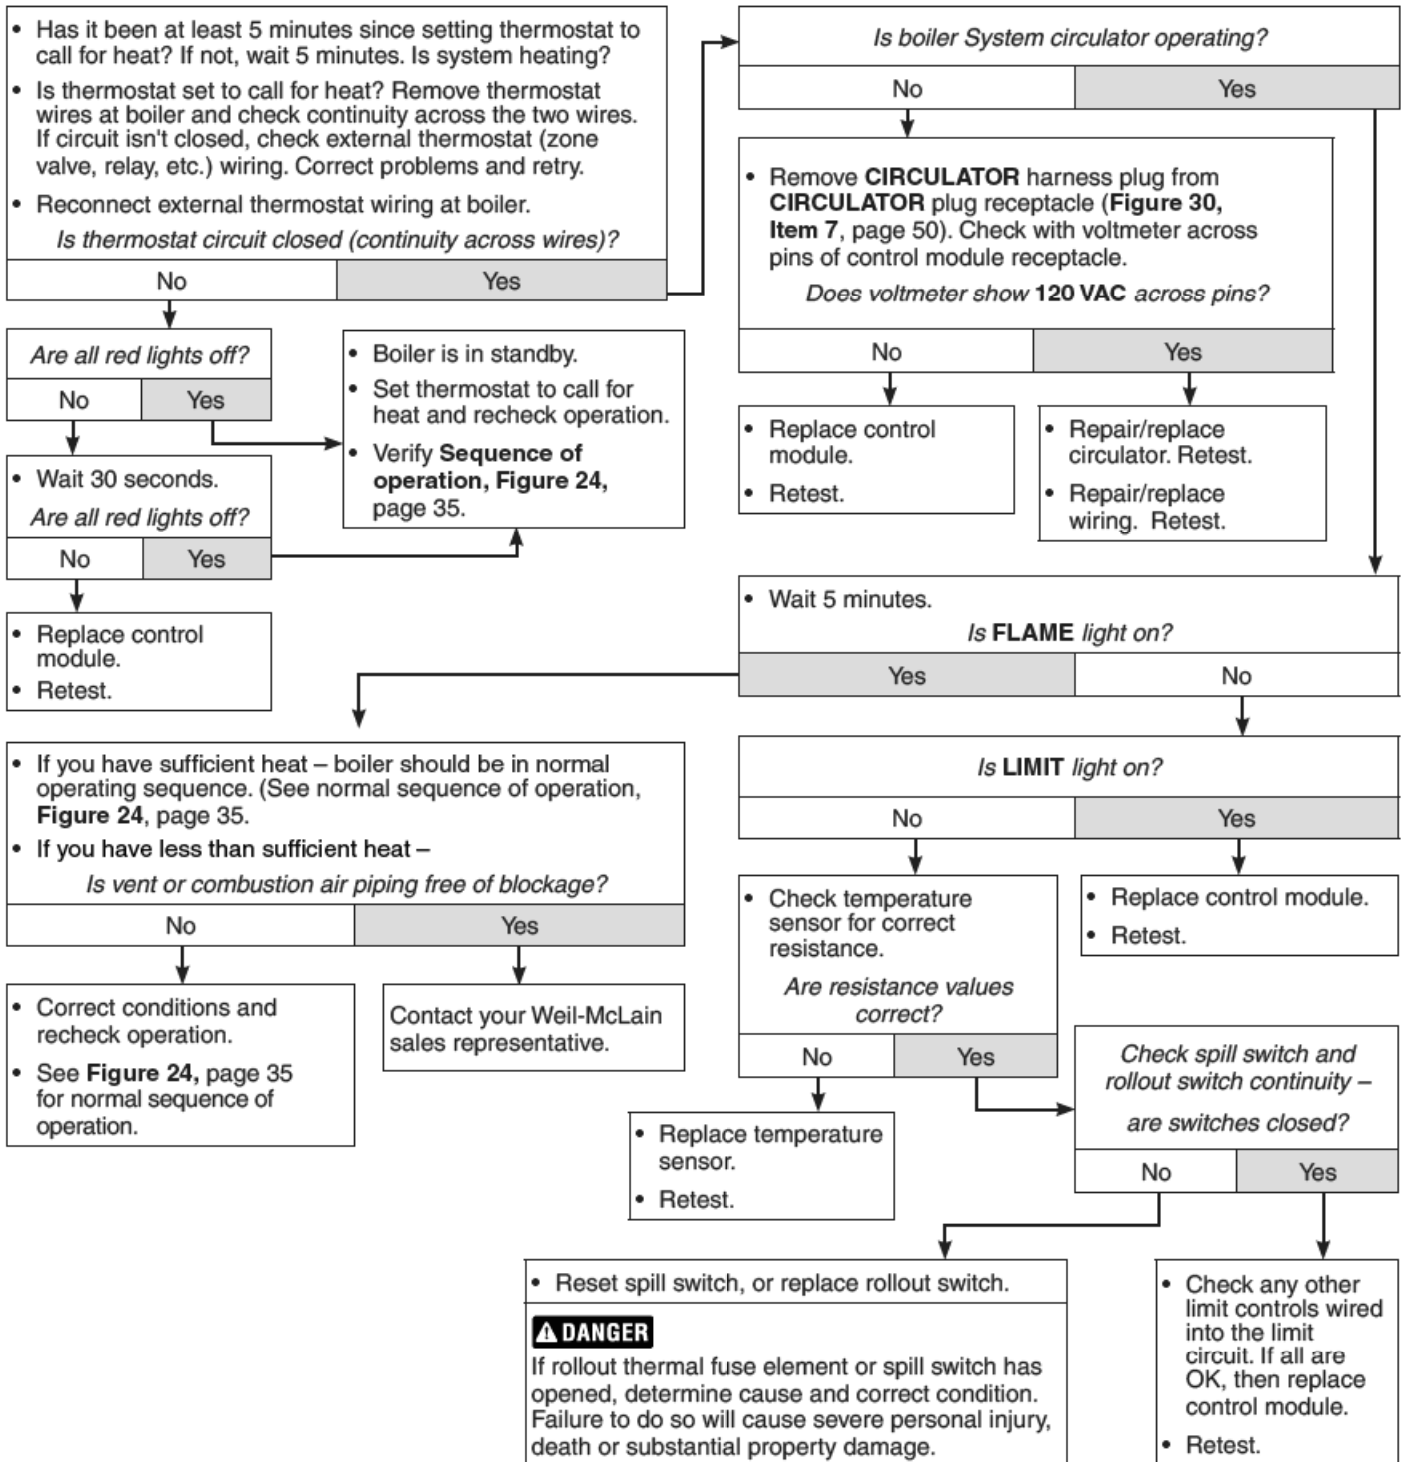 • Has it been at least 5 minutes since setting thermostat to
call for heat? If not, wait 5 minutes. Is system heating?
• Is thermostat set to call for heat? Remove thermostat
wires at boiler and check continuity across the two wires.
If circuit isn't closed, check external thermostat (zone
valve, relay, etc.) wiring. Correct problems and retry.
• Reconnect external thermostat wiring at boiler.
Is thermostat circuit closed (continuity across wires)?
No
Yes
Are all red lights off?
No
Yes
• Boiler is in standby.
• Set thermostat to call for
heat and recheck operation.
• Verify Sequence of
operation, Figure 24,
page 35.
• Wait 30 seconds.
Are all red lights off?
No
Yes
• Replace control
module.
• Retest.
Is boiler System circulator operating?
No
Yes
• Remove CIRCULATOR harness plug from
CIRCULATOR plug receptacle (Figure 30,
Item 7, page 50). Check with voltmeter across
pins of control module receptacle.
Does voltmeter show 120 VAC across pins?
No
Yes
• Replace control
module.
• Retest.
• Repair/replace
circulator. Retest.
• Repair/replace
wiring. Retest.
• Wait 5 minutes.
Is FLAME light on?
Yes
No
• If you have sufficient heat – boiler should be in normal
operating sequence. (See normal sequence of operation,
Figure 24, page 35.
• If you have less than sufficient heat –
Is vent or combustion air piping free of blockage?
No
Yes
• Correct conditions and
recheck operation.
• See Figure 24, page 35
for normal sequence of
operation.
Contact your Weil-McLain
sales representative.
Is LIMIT light on?
No
Yes
• Check temperature
sensor for correct
resistance.
Are resistance values
correct?
No
Yes
• Replace control module.
• Retest.
• Replace temperature
sensor.
• Retest.
Check spill switch and
rollout switch continuity –
are switches closed?
No
Yes
• Reset spill switch, or replace rollout switch.
DANGER
If rollout thermal fuse element or spill switch has
opened, determine cause and correct condition.
Failure to do so will cause severe personal injury,
death or substantial property damage.
• Check any other
limit controls wired
into the limit
circuit. If all are
OK, then replace
control module.
• Retest.